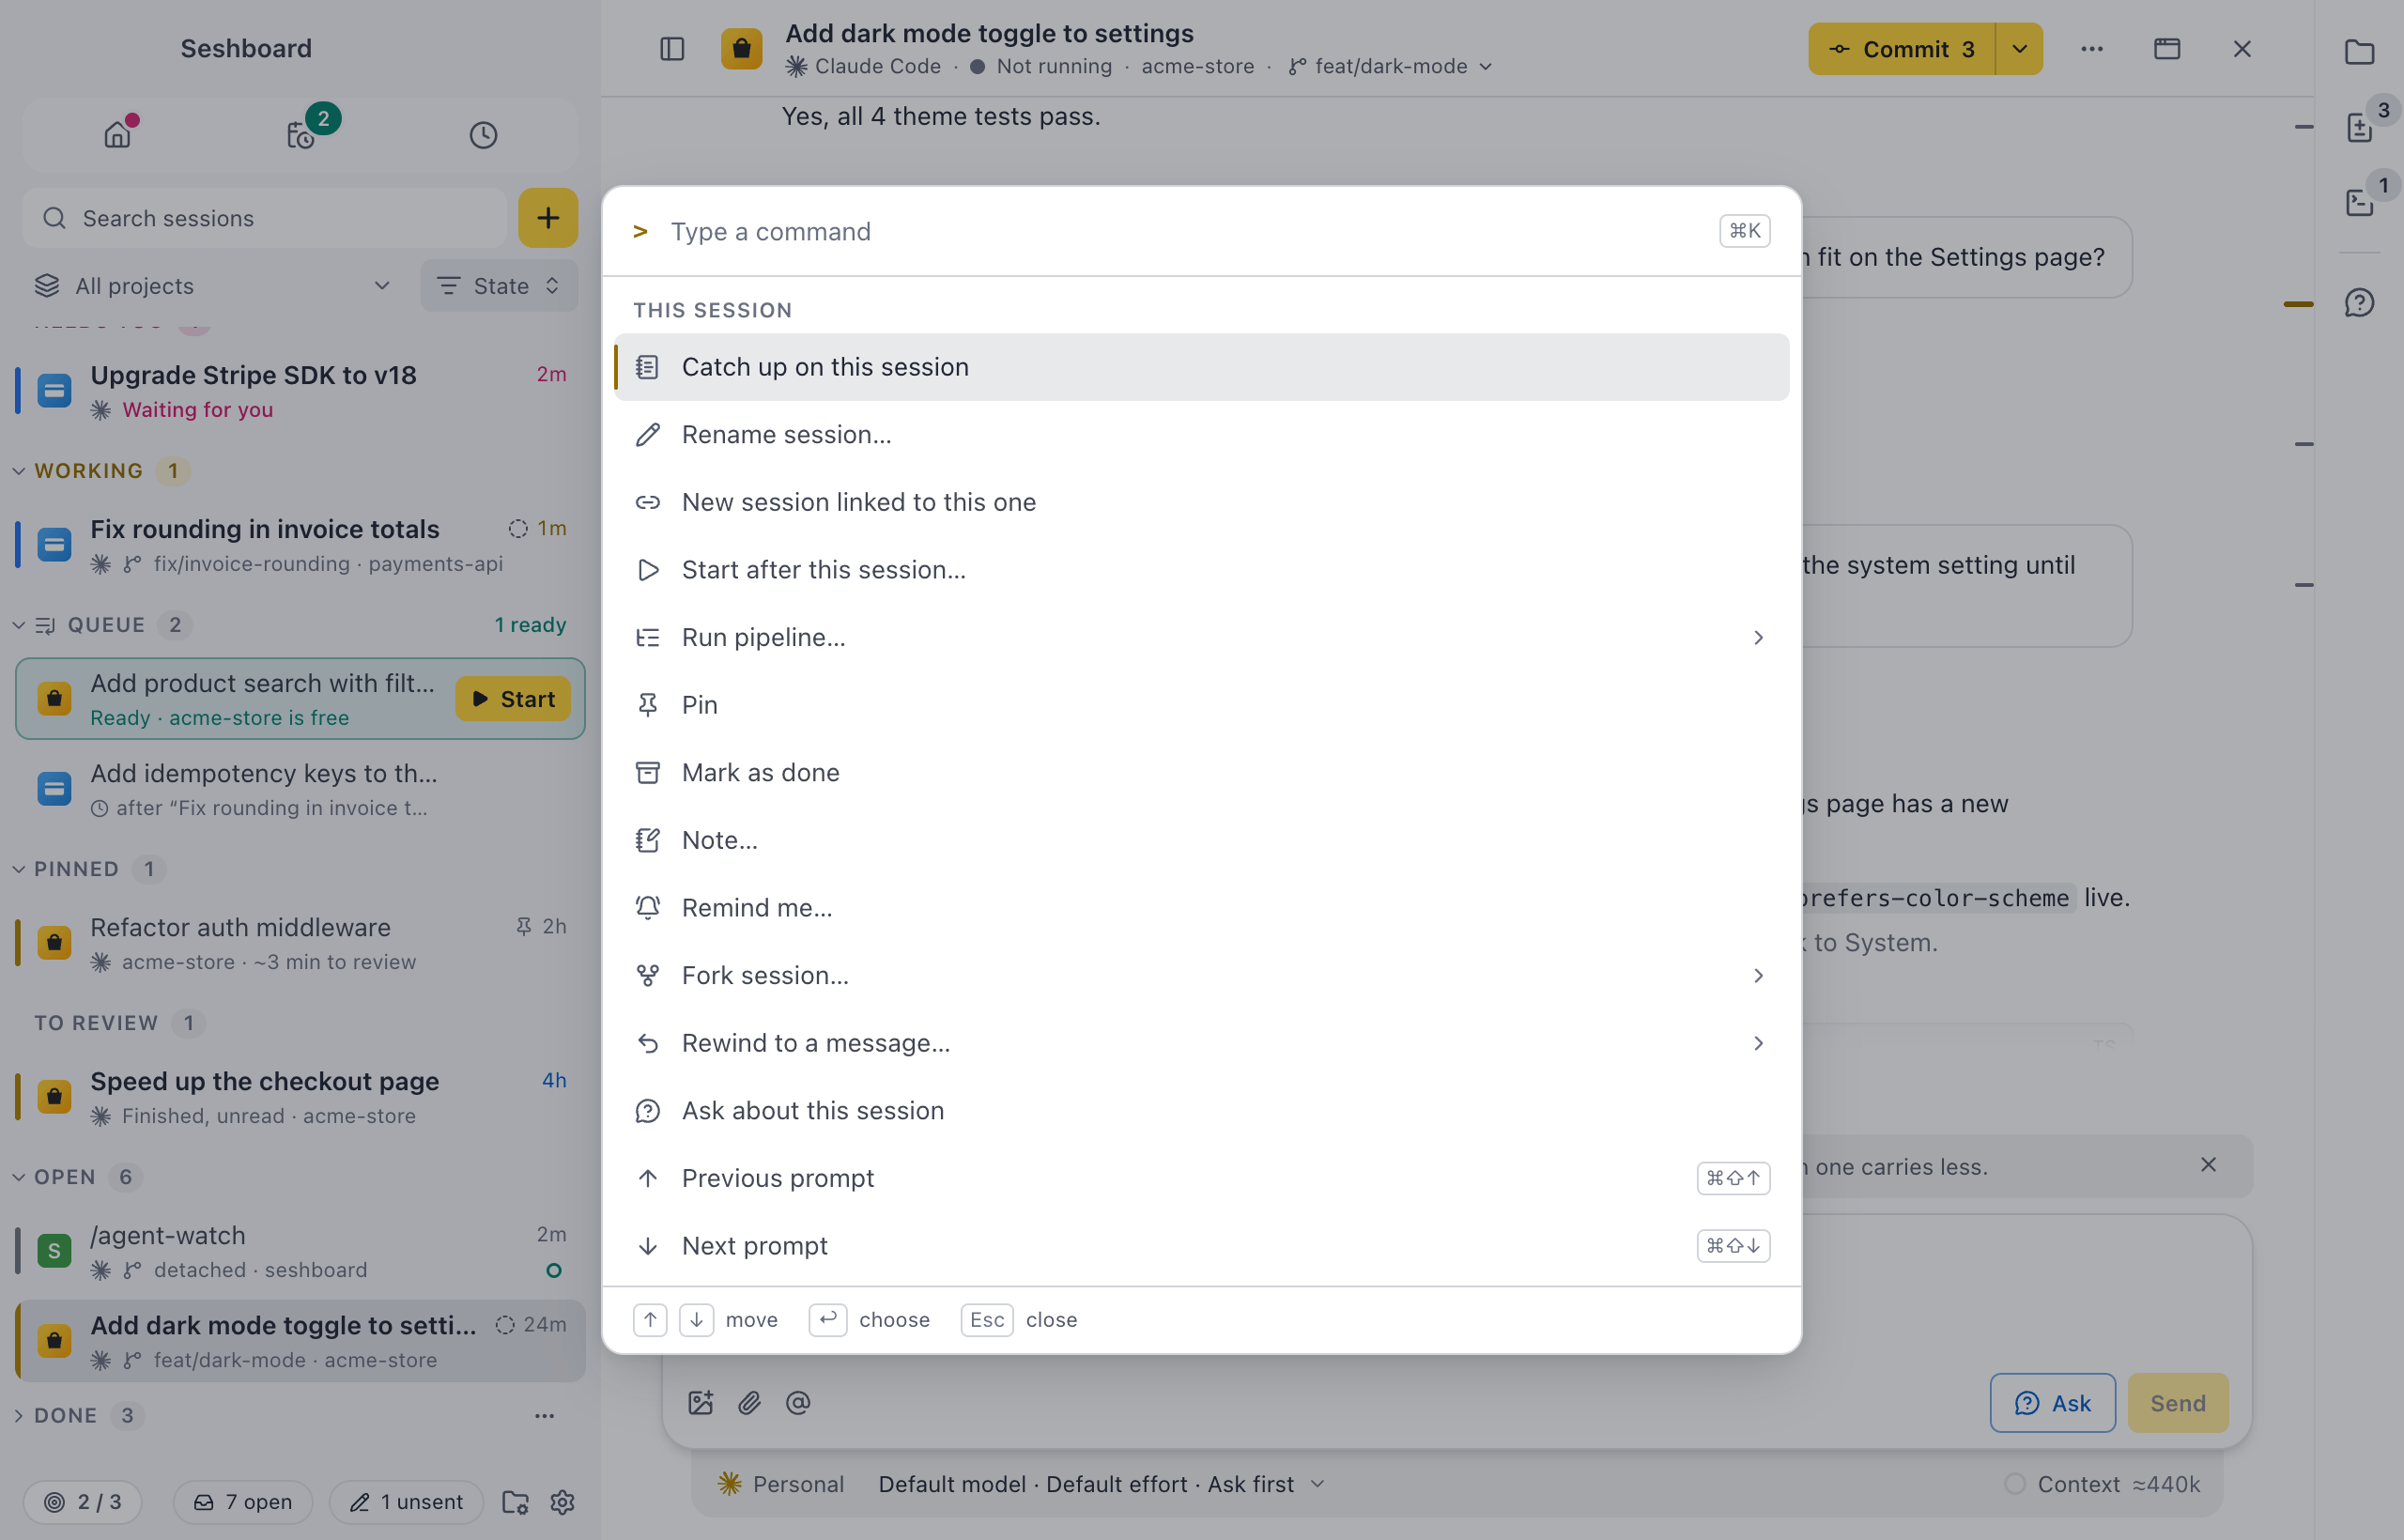 Seshboard
2
Search sessions
All projects
State
Upgrade Stripe SDK to v18
2m
Waiting for you
WORKING 1
Fix rounding in invoice totals
1m
fix/invoice-rounding · payments-api
QUEUE 2
1 ready
Add product search with filt...
Ready · acme-store is free
Start
Add idempotency keys to th...
after “Fix rounding in invoice t...
PINNED 1
Refactor auth middleware
2h
acme-store · ~3 min to review
TO REVIEW 1
Speed up the checkout page
4h
Finished, unread · acme-store
OPEN 6
S
/agent-watch
2m
detached · seshboard
Add dark mode toggle to setti...
24m
feat/dark-mode · acme-store
DONE 3
2 / 3
7 open
1 unsent
Add dark mode toggle to settings
Claude Code · Not running · acme-store · feat/dark-mode
Commit 3
Yes, all 4 theme tests pass.
fit on the Settings page?
the system setting until
page has a new
prefers-color-scheme live.
to System.
one carries less.
> Type a command
⌘K
THIS SESSION
Catch up on this session
Rename session...
New session linked to this one
Start after this session...
Run pipeline...
Pin
Mark as done
Note...
Remind me...
Fork session...
Rewind to a message...
Ask about this session
Previous prompt
⌘⇧↑
Next prompt
⌘⇧↓
↑ ↓ move
↩ choose
Esc close
Ask
Send
Personal
Default model · Default effort · Ask first
Context ≈440k
3
1